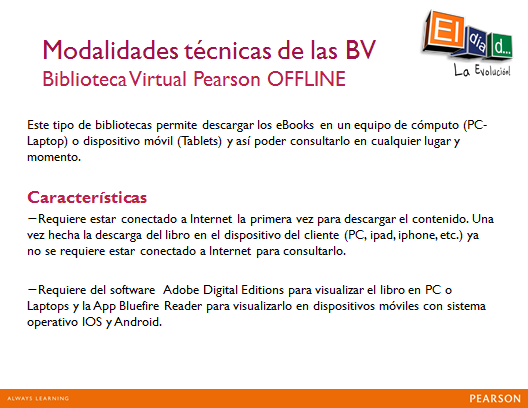 Modalidades técnicas de las BV
Biblioteca Virtual Pearson OFFLINE
El día d...
La Evolución!
Este tipo de bibliotecas permite descargar los eBooks en un equipo de cómputo (PC-
Laptop) o dispositivo móvil (Tablets) y así poder consultarlo en cualquier lugar y
momento.
Características
–Requiere estar conectado a Internet la primera vez para descargar el contenido. Una
vez hecha la descarga del libro en el dispositivo del cliente (PC, ipad, iphone, etc.) ya
no se requiere estar conectado a Internet para consultarlo.
–Requiere del software Adobe Digital Editions para visualizar el libro en PC o
Laptops y la App Bluefire Reader para visualizarlo en dispositivos móviles con sistema
operativo IOS y Android.
ALWAYS LEARNING
PEARSON